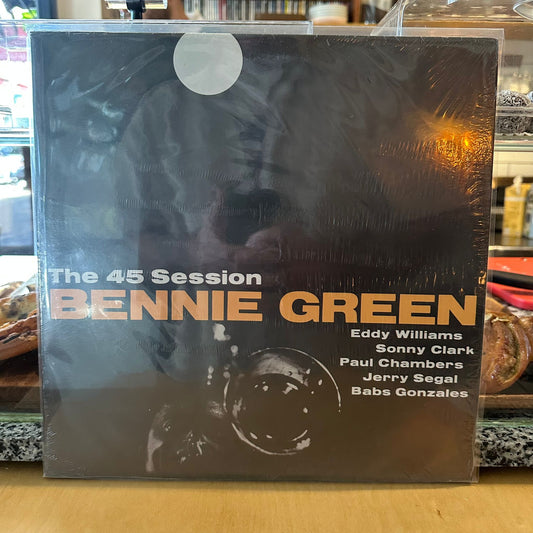 The 45 Session
BENNIE GREEN
Eddy Williams
Sonny Clark
Paul Chambers
Jerry Segal
Babs Gonzales